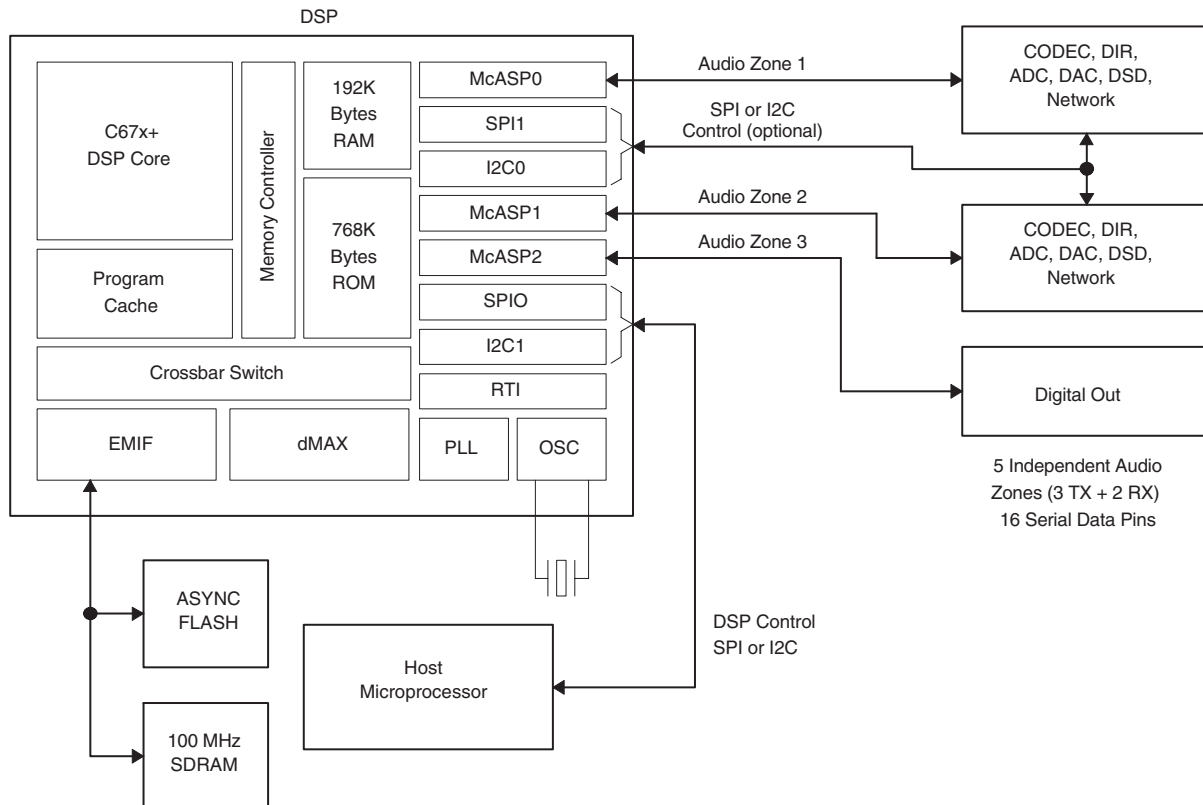 DSP
C67x+
DSP Core
Program
Cache
Memory Controller
192K
Bytes
RAM
768K
Bytes
ROM
Crossbar Switch
EMIF
dMAX
McASP0
SPI1
I2C0
McASP1
McASP2
SPIO
I2C1
RTI
PLL
OSC
Audio Zone 1
SPI or I2C
Control (optional)
Audio Zone 2
Audio Zone 3
CODEC, DIR,
ADC, DAC, DSD,
Network
CODEC, DIR,
ADC, DAC, DSD,
Network
Digital Out
5 Independent Audio
Zones (3 TX + 2 RX)
16 Serial Data Pins
ASYNC
FLASH
100 MHz
SDRAM
Host
Microprocessor
DSP Control
SPI or I2C